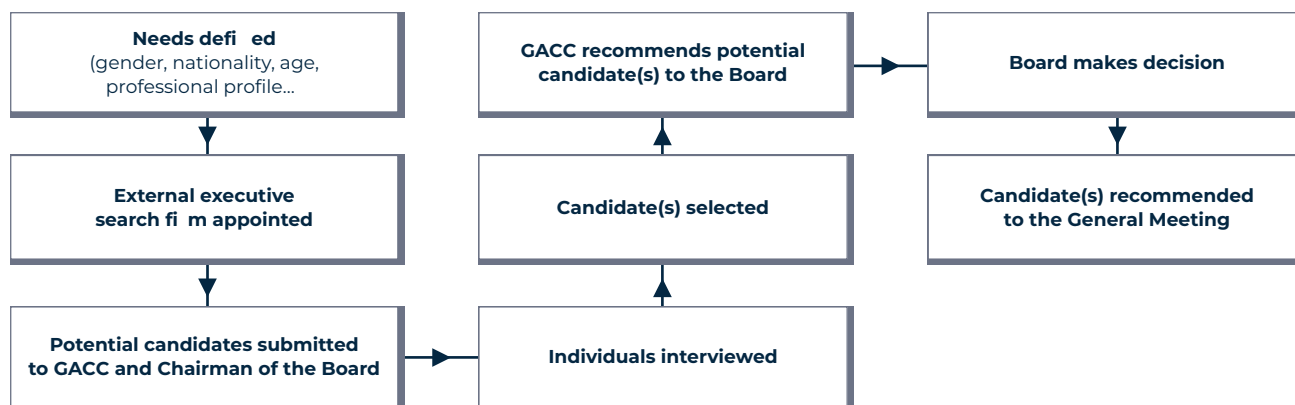 Needs defi ed
(gender, nationality, age,
professional profile...
External executive
search fi m appointed
Potential candidates submitted
to GACC and Chairman of the Board
Individuals interviewed
Candidate(s) selected
GACC recommends potential
candidate(s) to the Board
Board makes decision
Candidate(s) recommended
to the General Meeting